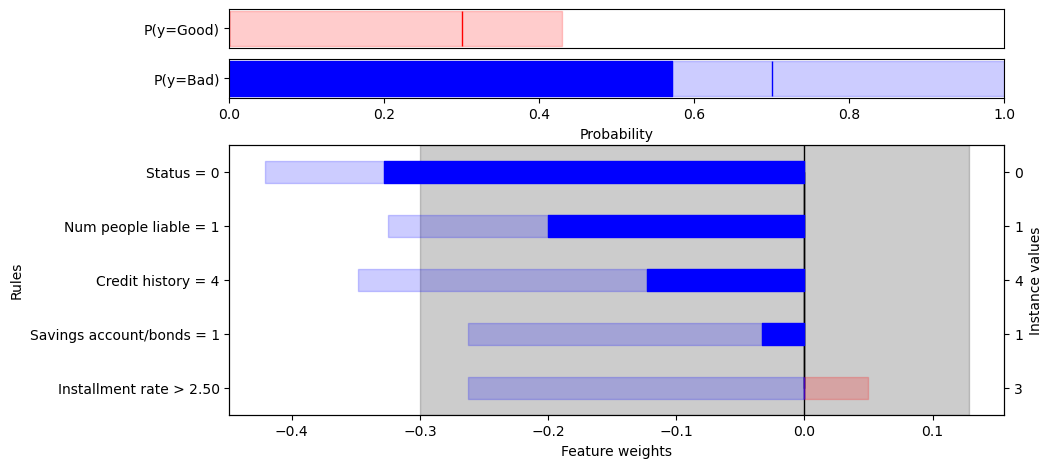 P(y=Good)
P(y=Bad)
0.0 0.2 0.4 0.6 0.8 1.0
Probability
Status = 0 0
Num people liable = 1 1
Credit history = 4 4
Savings account/bonds = 1 1
Installment rate > 2.50 3
Rules
Instance values
−0.4 −0.3 −0.2 −0.1 0.0 0.1
Feature weights